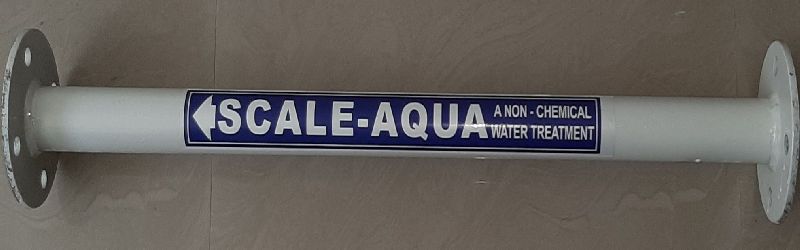 SCALE-AQUA
A NON - CHEMICAL
WATER TREATMENT